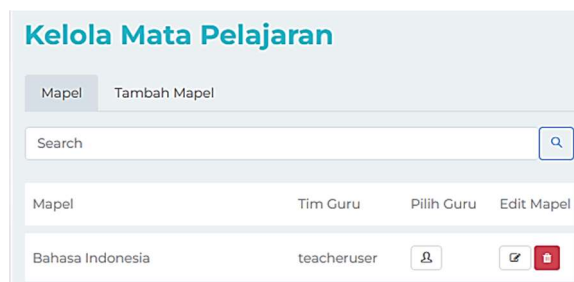 Kelola Mata Pelajaran
Mapel Tambah Mapel
Search
Mapel Tim Guru Pilih Guru Edit Mapel
Bahasa Indonesia teacheruser